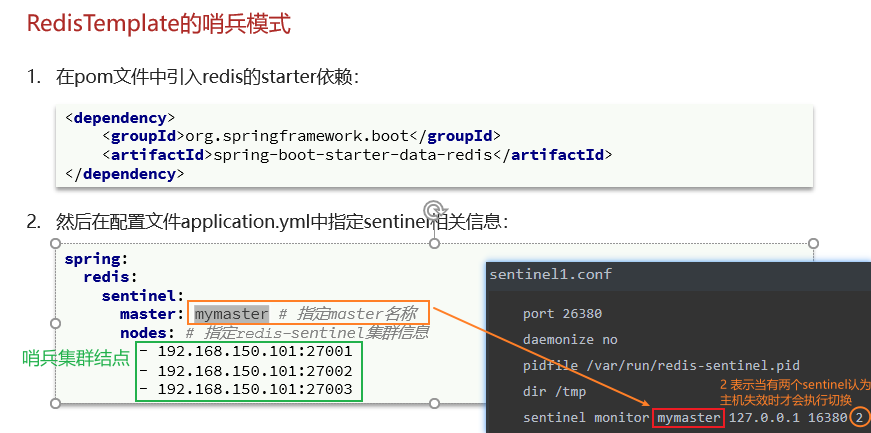 RedisTemplate的哨兵模式
1. 在pom文件中引入redis的starter依赖：
<dependency>
<groupId>org.springframework.boot</groupId>
<artifactId>spring-boot-starter-data-redis</artifactId>
</dependency>
2. 然后在配置文件application.yml中指定sentinel相关信息：
spring:
redis:
sentinel:
master: mymaster # 指定master名称
nodes: # 指定redis-sentinel集群信息
哨兵集群结点
- 192.168.150.101:27001
- 192.168.150.101:27002
- 192.168.150.101:27003
sentinel1.conf
port 26380
daemonize no
pidfile /var/run/redis-sentinel.pid
dir /tmp
2 表示当有两个sentinel认为
主机失效时才会执行切换
sentinel monitor mymaster 127.0.0.1 16380 2